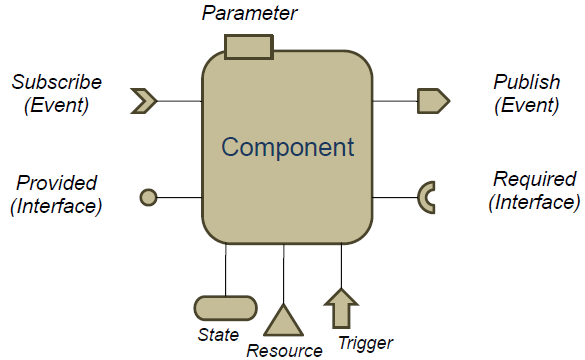 Parameter
Subscribe
(Event)
Publish
(Event)
Component
Provided
(Interface)
Required
(Interface)
State
Resource
Trigger